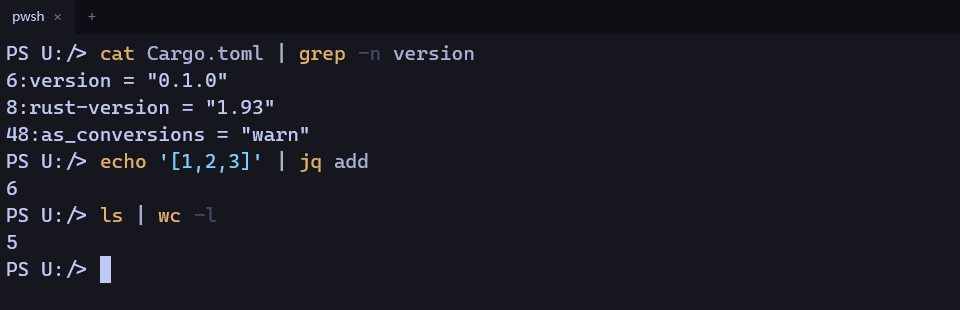 pwsh × +
PS U:/> cat Cargo.toml | grep -n version
6:version = "0.1.0"
8:rust-version = "1.93"
48:as_conversions = "warn"
PS U:/> echo '[1,2,3]' | jq add
6
PS U:/> ls | wc -l
5
PS U:/>